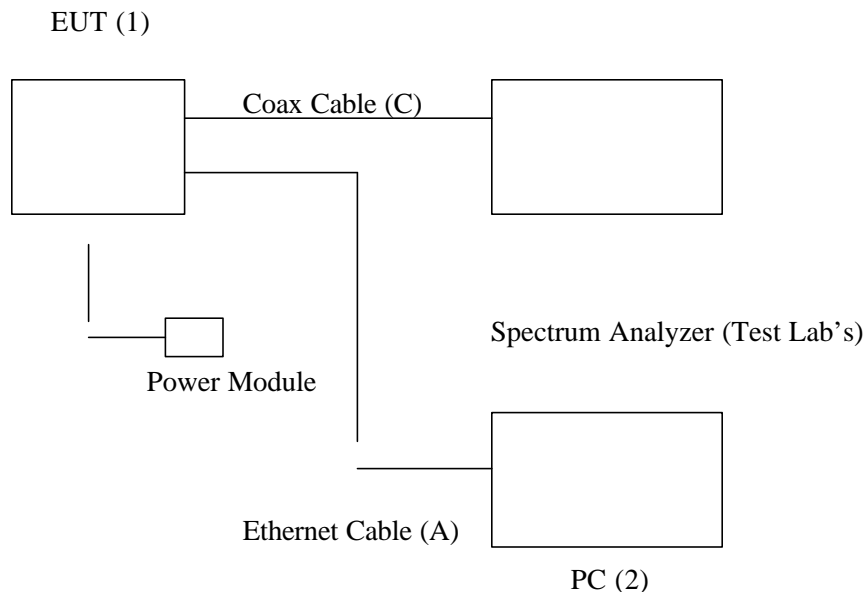 EUT (1)
Coax Cable (C)
Spectrum Analyzer (Test Lab’s)
Power Module
Ethernet Cable (A)
PC (2)